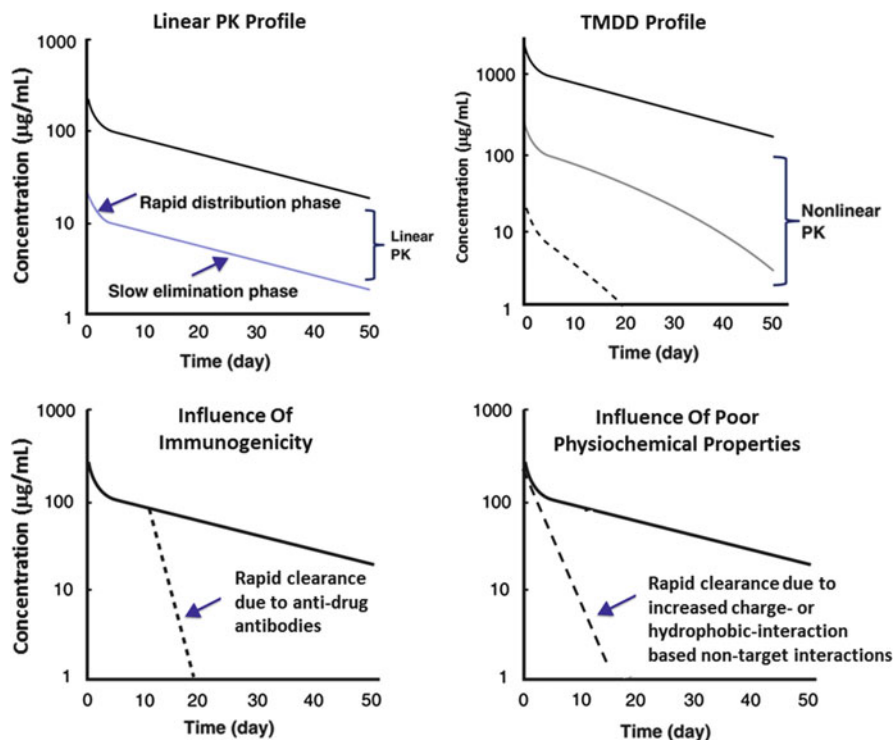 Linear PK Profile
Concentration (µg/mL)
1000
100
10
1
Rapid distribution phase
Slow elimination phase
Linear
PK
0 10 20 30 40 50
Time (day)
TMDD Profile
Concentration (µg/mL)
1000
100
10
1
Nonlinear
PK
0 10 20 30 40 50
Time (day)
Influence Of
Immunogenicity
Concentration (µg/mL)
1000
100
10
1
Rapid clearance
due to anti-drug
antibodies
0 10 20 30 40 50
Time (day)
Influence Of Poor
Physiochemical Properties
Concentration (µg/mL)
1000
100
10
1
Rapid clearance due to
increased charge- or
hydrophobic-interaction
based non-target interactions
0 10 20 30 40 50
Time (day)